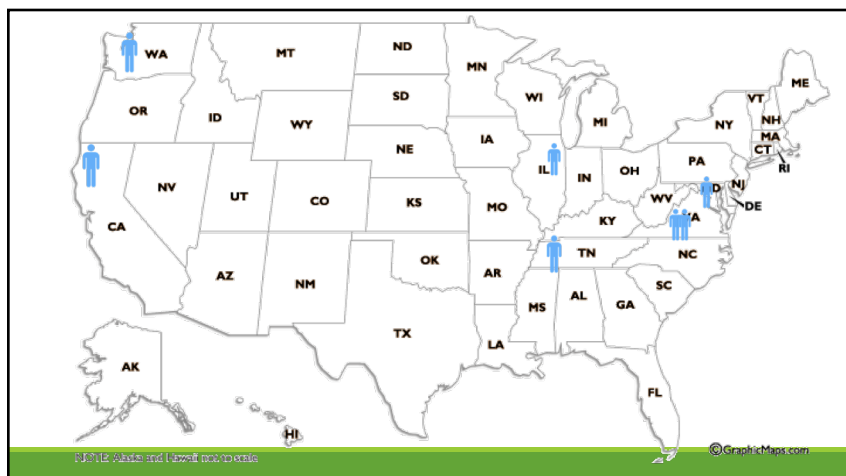 WA
MT
ND
MN
ME
OR
ID
SD
WI
VT
NH
WY
MI
NY
MA
CT
RI
IA
NE
PA
NJ
NV
UT
CO
IL
IN
OH
WV
DE
KS
MO
KY
CA
AZ
NM
OK
AR
TN
NC
SC
TX
LA
MS
AL
GA
AK
FL
HI
NOTE: Alaska and Hawaii not to scale
©GraphicMaps.com